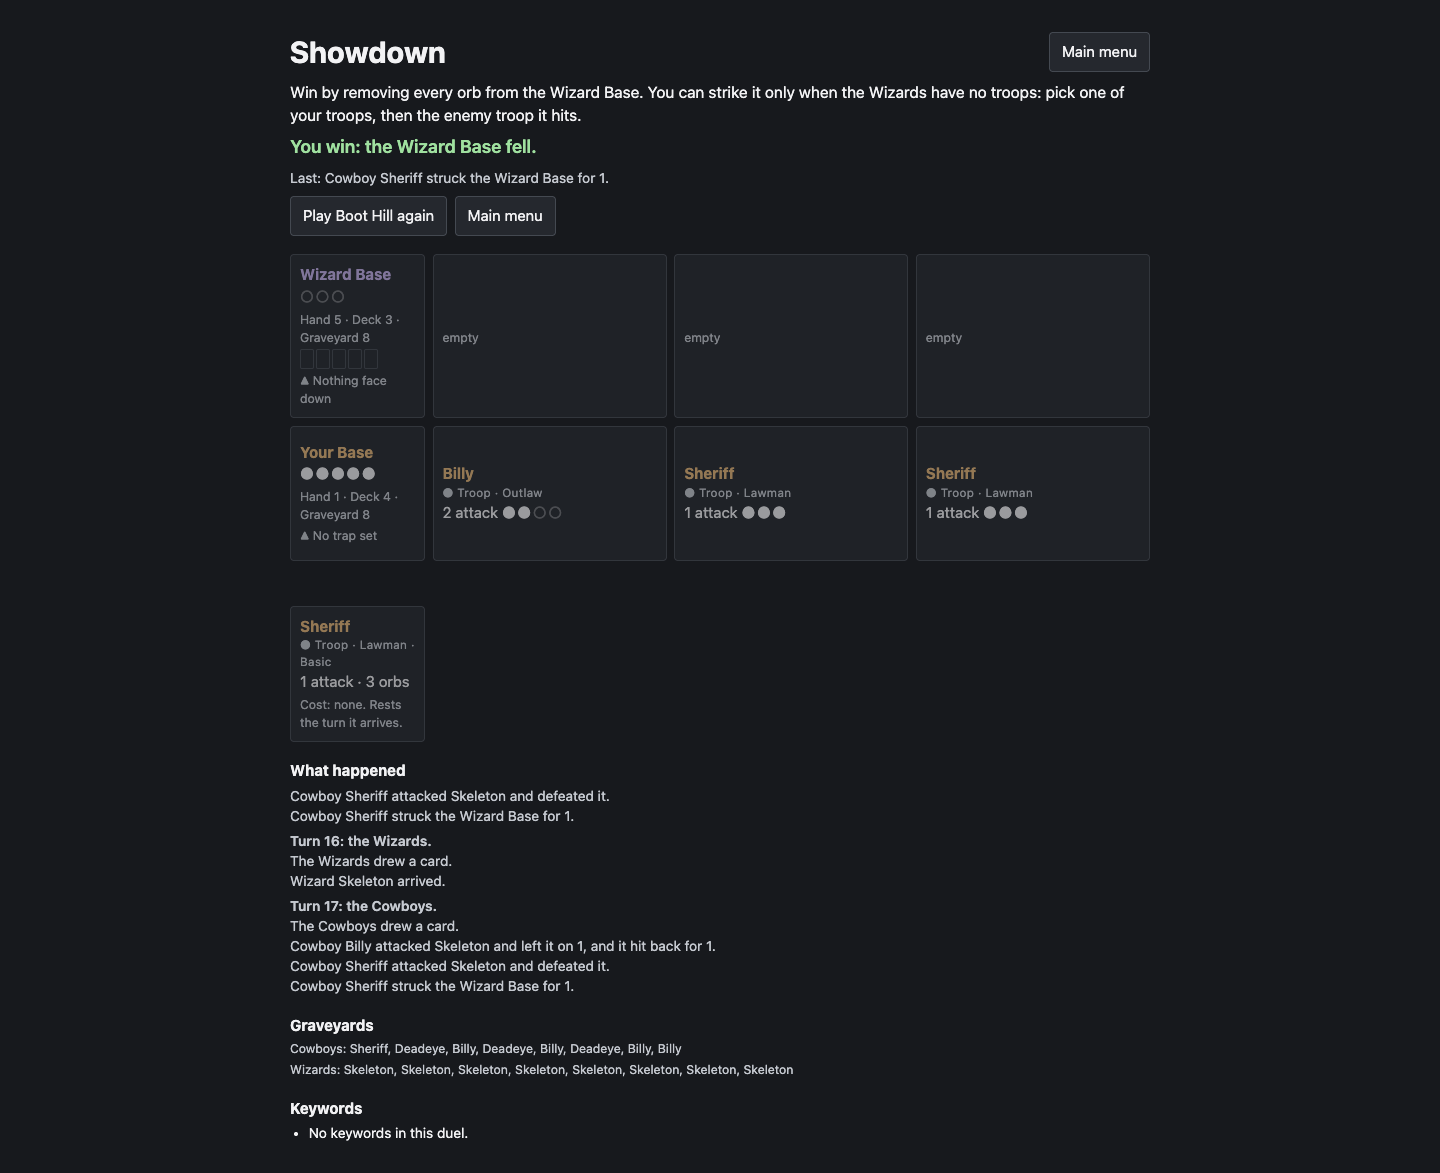 Showdown
Main menu
Win by removing every orb from the Wizard Base. You can strike it only when the Wizards have no troops: pick one of
your troops, then the enemy troop it hits.
You win: the Wizard Base fell.
Last: Cowboy Sheriff struck the Wizard Base for 1.
Play Boot Hill again
Main menu
Wizard Base
Hand 5 · Deck 3 ·
Graveyard 8
▲ Nothing face
down
empty
empty
empty
Your Base
Hand 1 · Deck 4 ·
Graveyard 8
▲ No trap set
Billy
● Troop · Outlaw
2 attack
Sheriff
● Troop · Lawman
1 attack
Sheriff
● Troop · Lawman
1 attack
Sheriff
● Troop · Lawman ·
Basic
1 attack · 3 orbs
Cost: none. Rests
the turn it arrives.
What happened
Cowboy Sheriff attacked Skeleton and defeated it.
Cowboy Sheriff struck the Wizard Base for 1.
Turn 16: the Wizards.
The Wizards drew a card.
Wizard Skeleton arrived.
Turn 17: the Cowboys.
The Cowboys drew a card.
Cowboy Billy attacked Skeleton and left it on 1, and it hit back for 1.
Cowboy Sheriff attacked Skeleton and defeated it.
Cowboy Sheriff struck the Wizard Base for 1.
Graveyards
Cowboys: Sheriff, Deadeye, Billy, Deadeye, Billy, Deadeye, Billy, Billy
Wizards: Skeleton, Skeleton, Skeleton, Skeleton, Skeleton, Skeleton, Skeleton, Skeleton
Keywords
• No keywords in this duel.